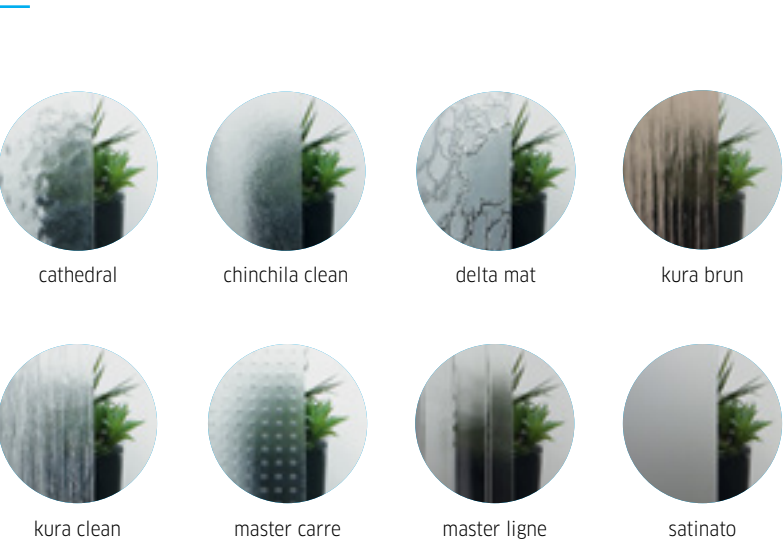 cathedral
chinchila clean
delta mat
kura brun
kura clean
master carre
master ligne
satinato